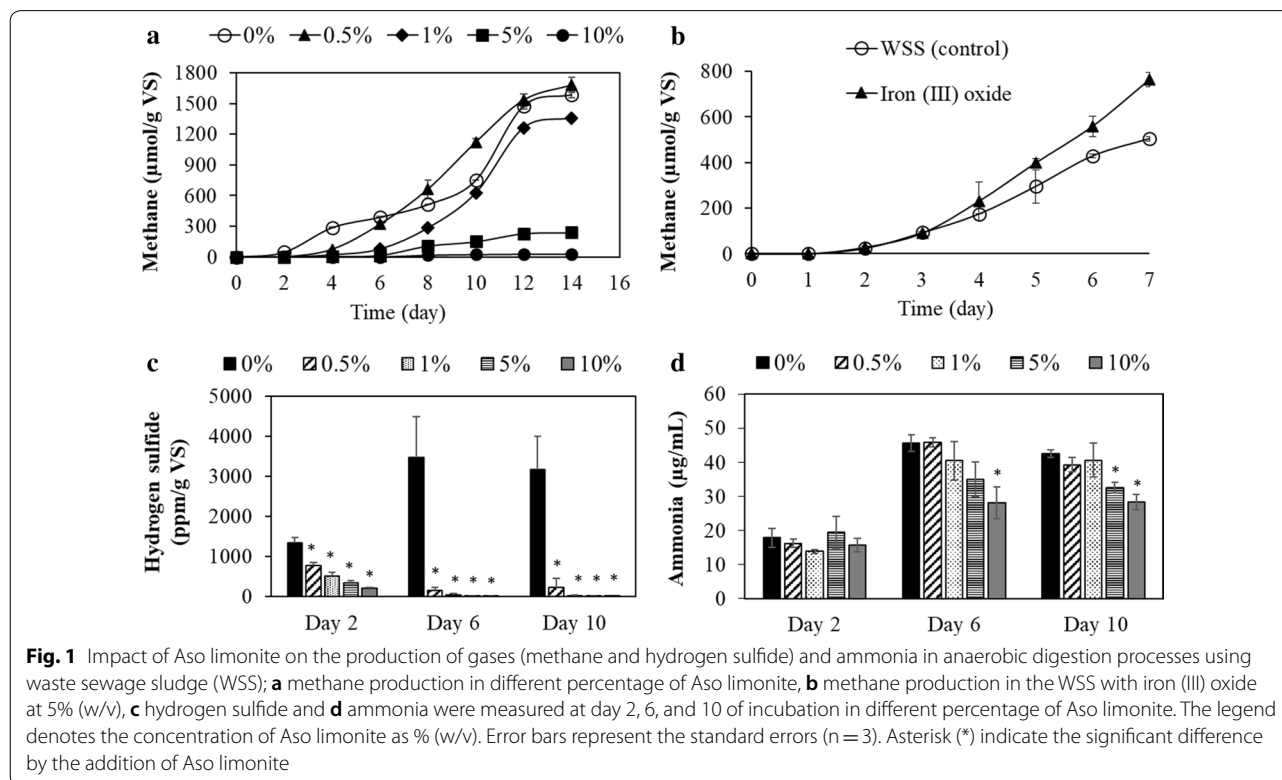 a
0% 0.5% 1% 5% 10%
Methane (µmol/g VS)
1800
1500
1200
900
600
300
0
0 2 4 6 8 10 12 14 16
Time (day)
b
WSS (control)
Iron (III) oxide
Methane (µmol/g VS)
800
600
400
200
0
0 1 2 3 4 5 6 7
Time (day)
c
0% 0.5% 1% 5% 10%
Hydrogen sulfide
(ppm/g VS)
5000
4000
3000
2000
1000
0
* * * *
* * * *
* * * *
Day 2 Day 6 Day 10
d
0% 0.5% 1% 5% 10%
Ammonia (µg/mL)
60
50
40
30
20
10
0
*
* *
Day 2 Day 6 Day 10
Fig. 1 Impact of Aso limonite on the production of gases (methane and hydrogen sulfide) and ammonia in anaerobic digestion processes using
waste sewage sludge (WSS); a methane production in different percentage of Aso limonite, b methane production in the WSS with iron (III) oxide
at 5% (w/v), c hydrogen sulfide and d ammonia were measured at day 2, 6, and 10 of incubation in different percentage of Aso limonite. The legend
denotes the concentration of Aso limonite as % (w/v). Error bars represent the standard errors (n = 3). Asterisk (*) indicate the significant difference
by the addition of Aso limonite